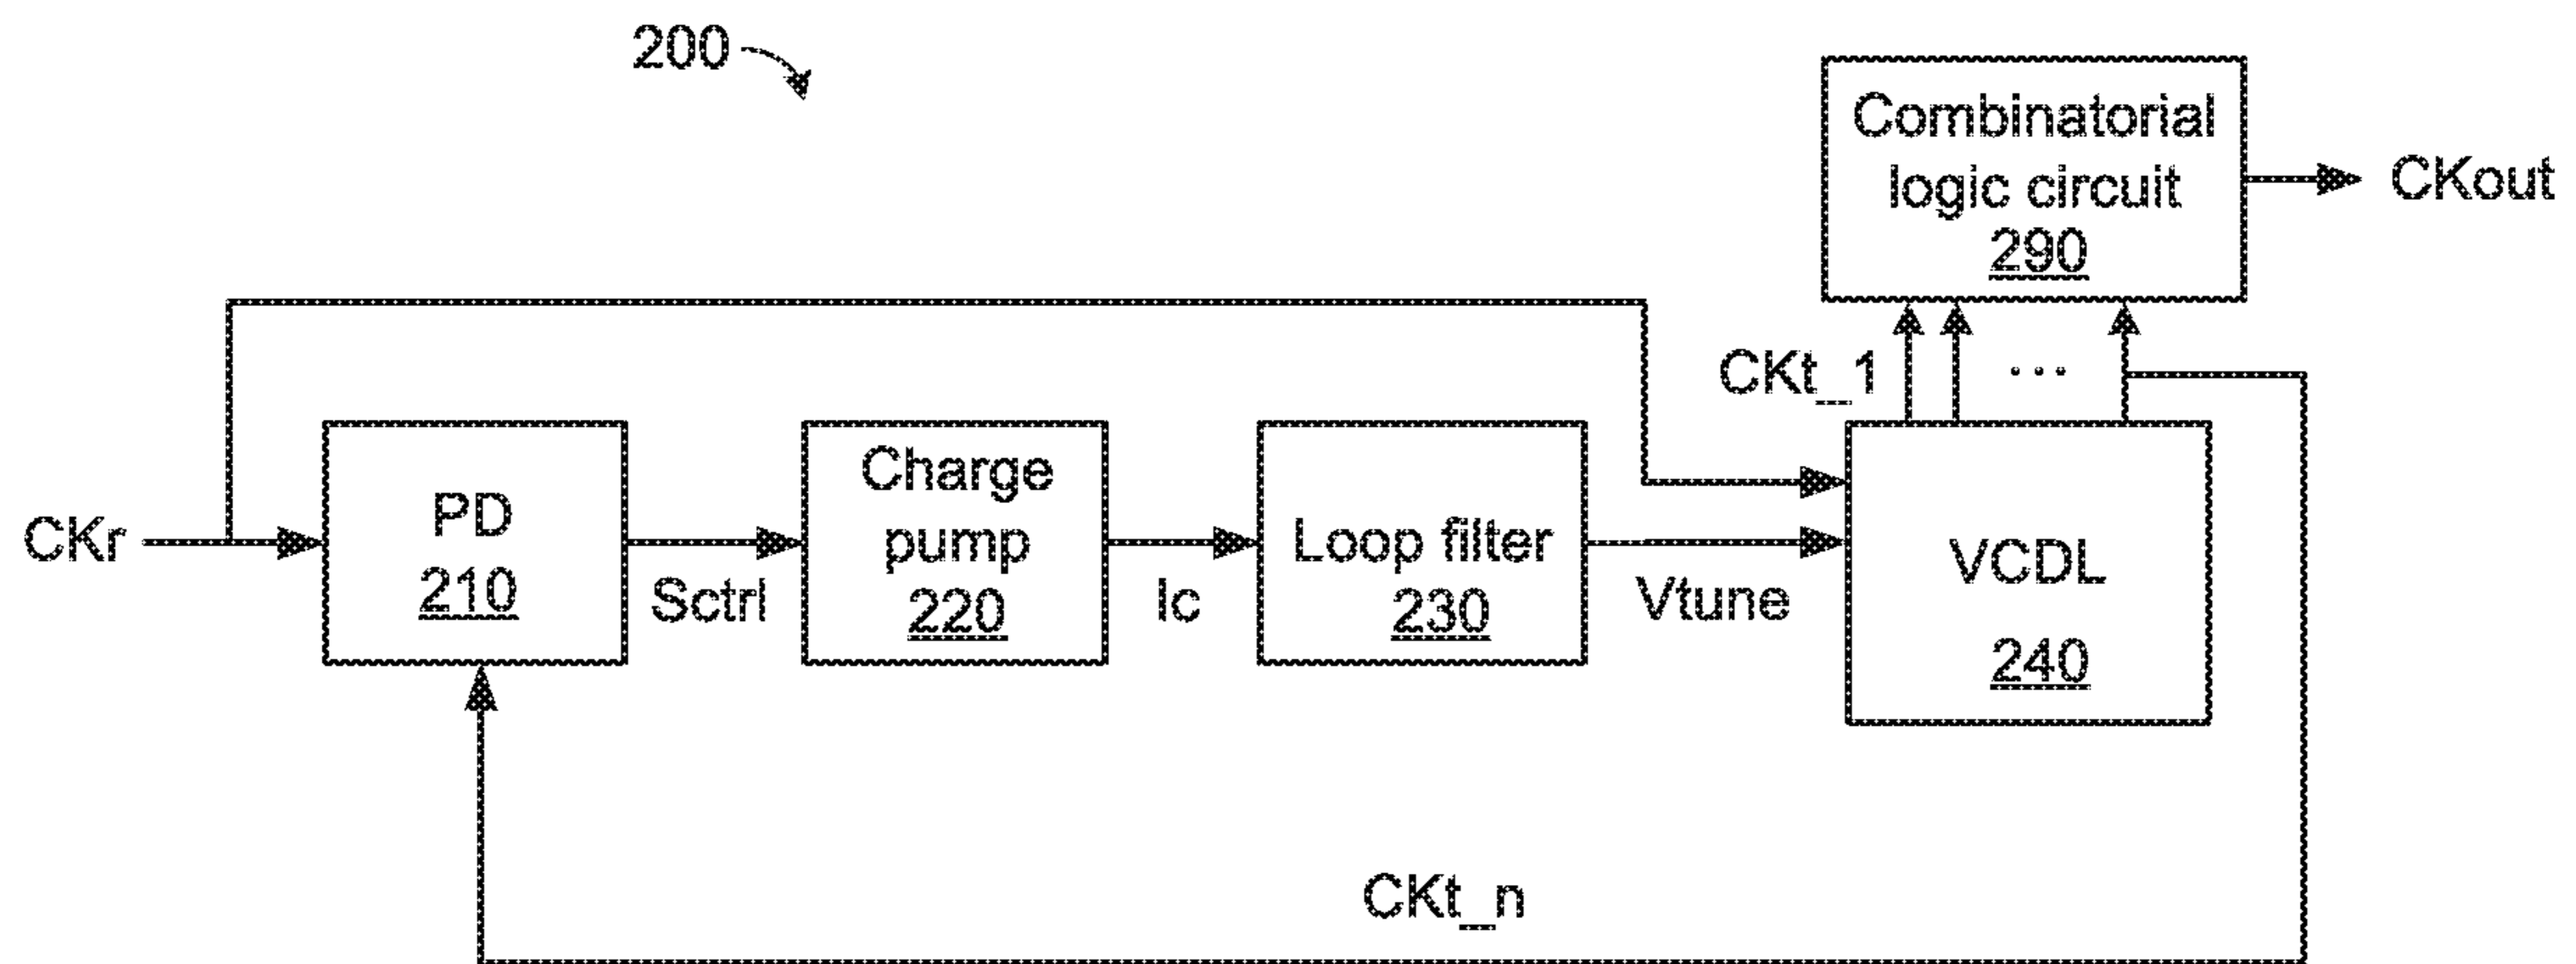 200
Combinatorial
logic circuit
290
CKout
CKt_1
...
CKr
PD
210
Sctrl
Charge
pump
220
Ic
Loop filter
230
Vtune
VCDL
240
CKt_n